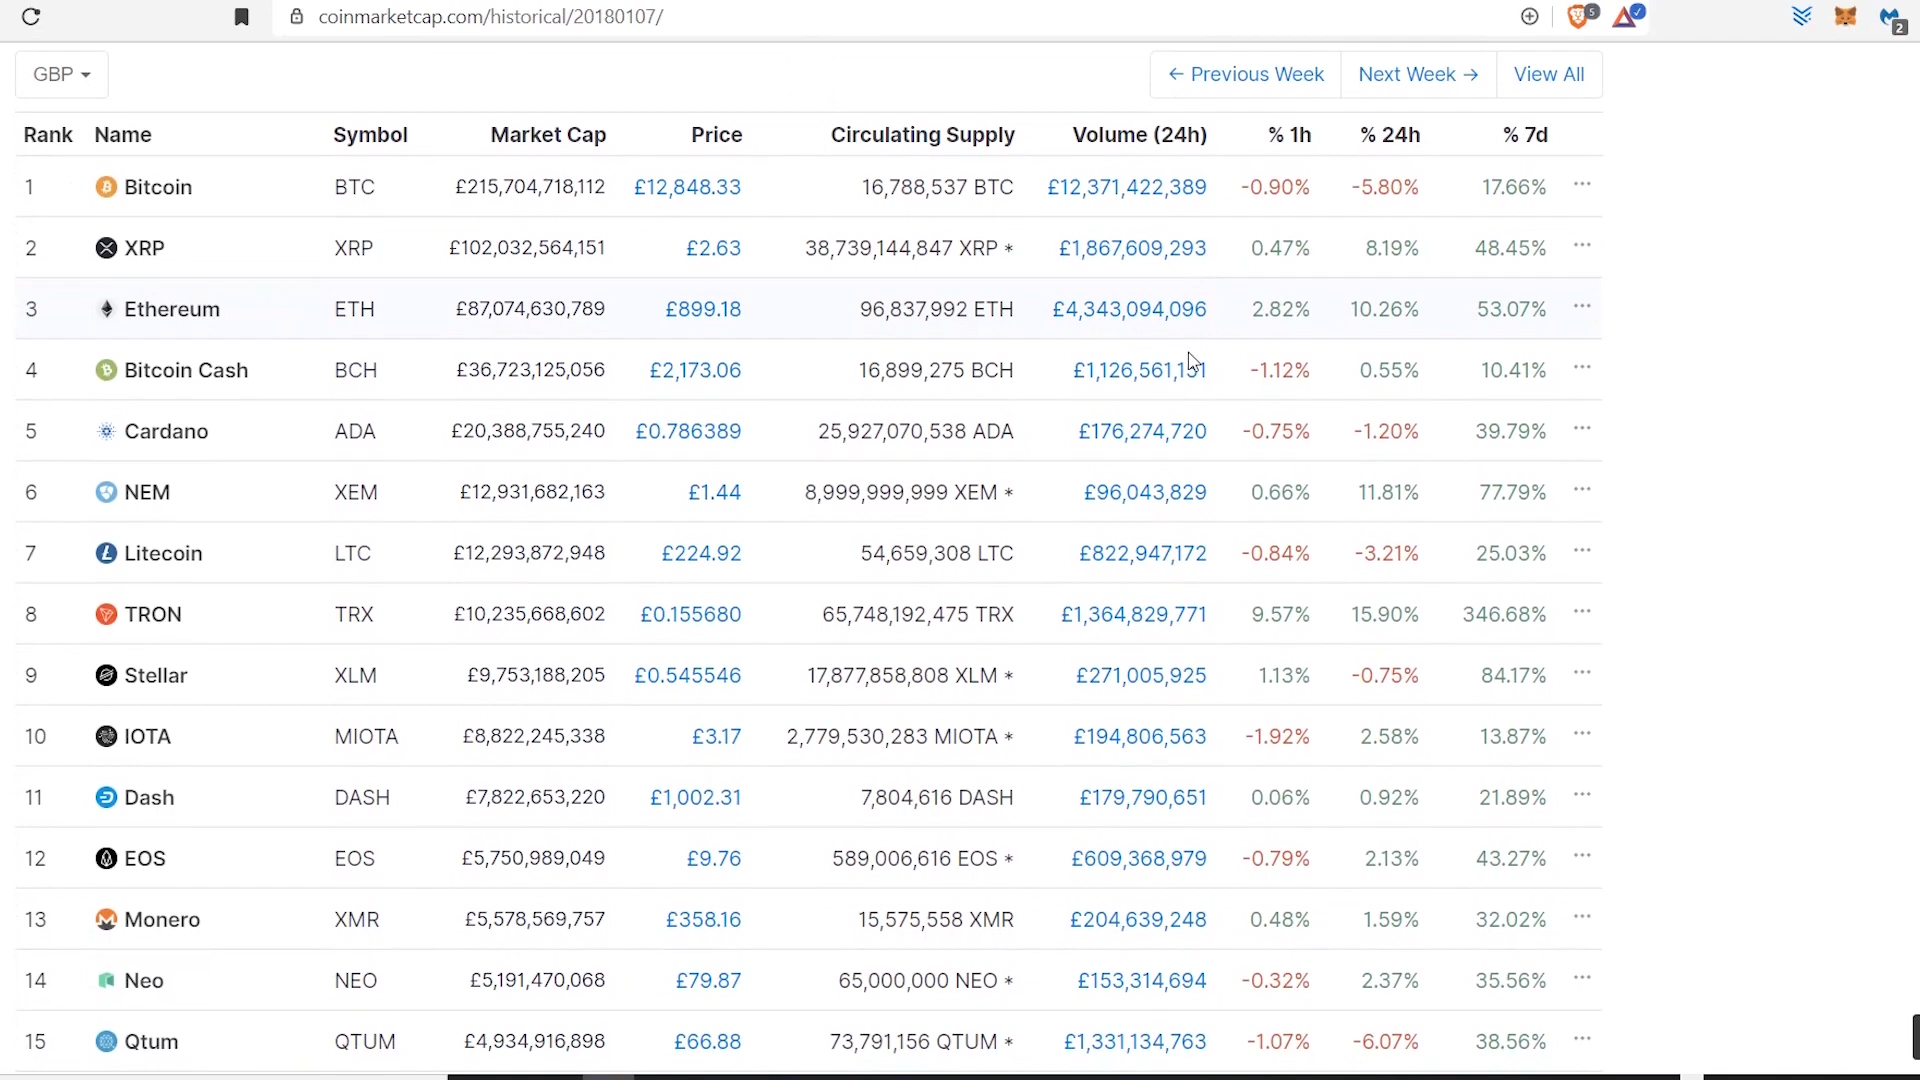 coinmarketcap.com/historical/20180107/
5
2
GBP
← Previous Week Next Week → View All
Rank Name Symbol Market Cap Price Circulating Supply Volume (24h) % 1h % 24h % 7d
1 Bitcoin BTC £215,704,718,112 £12,848.33 16,788,537 BTC £12,371,422,389 -0.90% -5.80% 17.66% ...
2 XRP XRP £102,032,564,151 £2.63 38,739,144,847 XRP * £1,867,609,293 0.47% 8.19% 48.45% ...
3 Ethereum ETH £87,074,630,789 £899.18 96,837,992 ETH £4,343,094,096 2.82% 10.26% 53.07% ...
4 Bitcoin Cash BCH £36,723,125,056 £2,173.06 16,899,275 BCH -1.12% 0.55% 10.41% ...
5 Cardano ADA £20,388,755,240 £0.786389 25,927,070,538 ADA £176,274,720 -0.75% -1.20% 39.79% ...
6 NEM XEM £12,931,682,163 £1.44 8,999,999,999 XEM * £96,043,829 0.66% 11.81% 77.79% ...
7 Litecoin LTC £12,293,872,948 £224.92 54,659,308 LTC £822,947,172 -0.84% -3.21% 25.03% ...
8 TRON TRX £10,235,668,602 £0.155680 65,748,192,475 TRX £1,364,829,771 9.57% 15.90% 346.68% ...
9 Stellar XLM £9,753,188,205 £0.545546 17,877,858,808 XLM * £271,005,925 1.13% -0.75% 84.17% ...
10 IOTA MIOTA £8,822,245,338 £3.17 2,779,530,283 MIOTA * £194,806,563 -1.92% 2.58% 13.87% ...
11 Dash DASH £7,822,653,220 £1,002.31 7,804,616 DASH £179,790,651 0.06% 0.92% 21.89% ...
12 EOS EOS £5,750,989,049 £9.76 589,006,616 EOS * £609,368,979 -0.79% 2.13% 43.27% ...
13 Monero XMR £5,578,569,757 £358.16 15,575,558 XMR £204,639,248 0.48% 1.59% 32.02% ...
14 Neo NEO £5,191,470,068 £79.87 65,000,000 NEO * £153,314,694 -0.32% 2.37% 35.56% ...
15 Qtum QTUM £4,934,916,898 £66.88 73,791,156 QTUM * £1,331,134,763 -1.07% -6.07% 38.56% ...